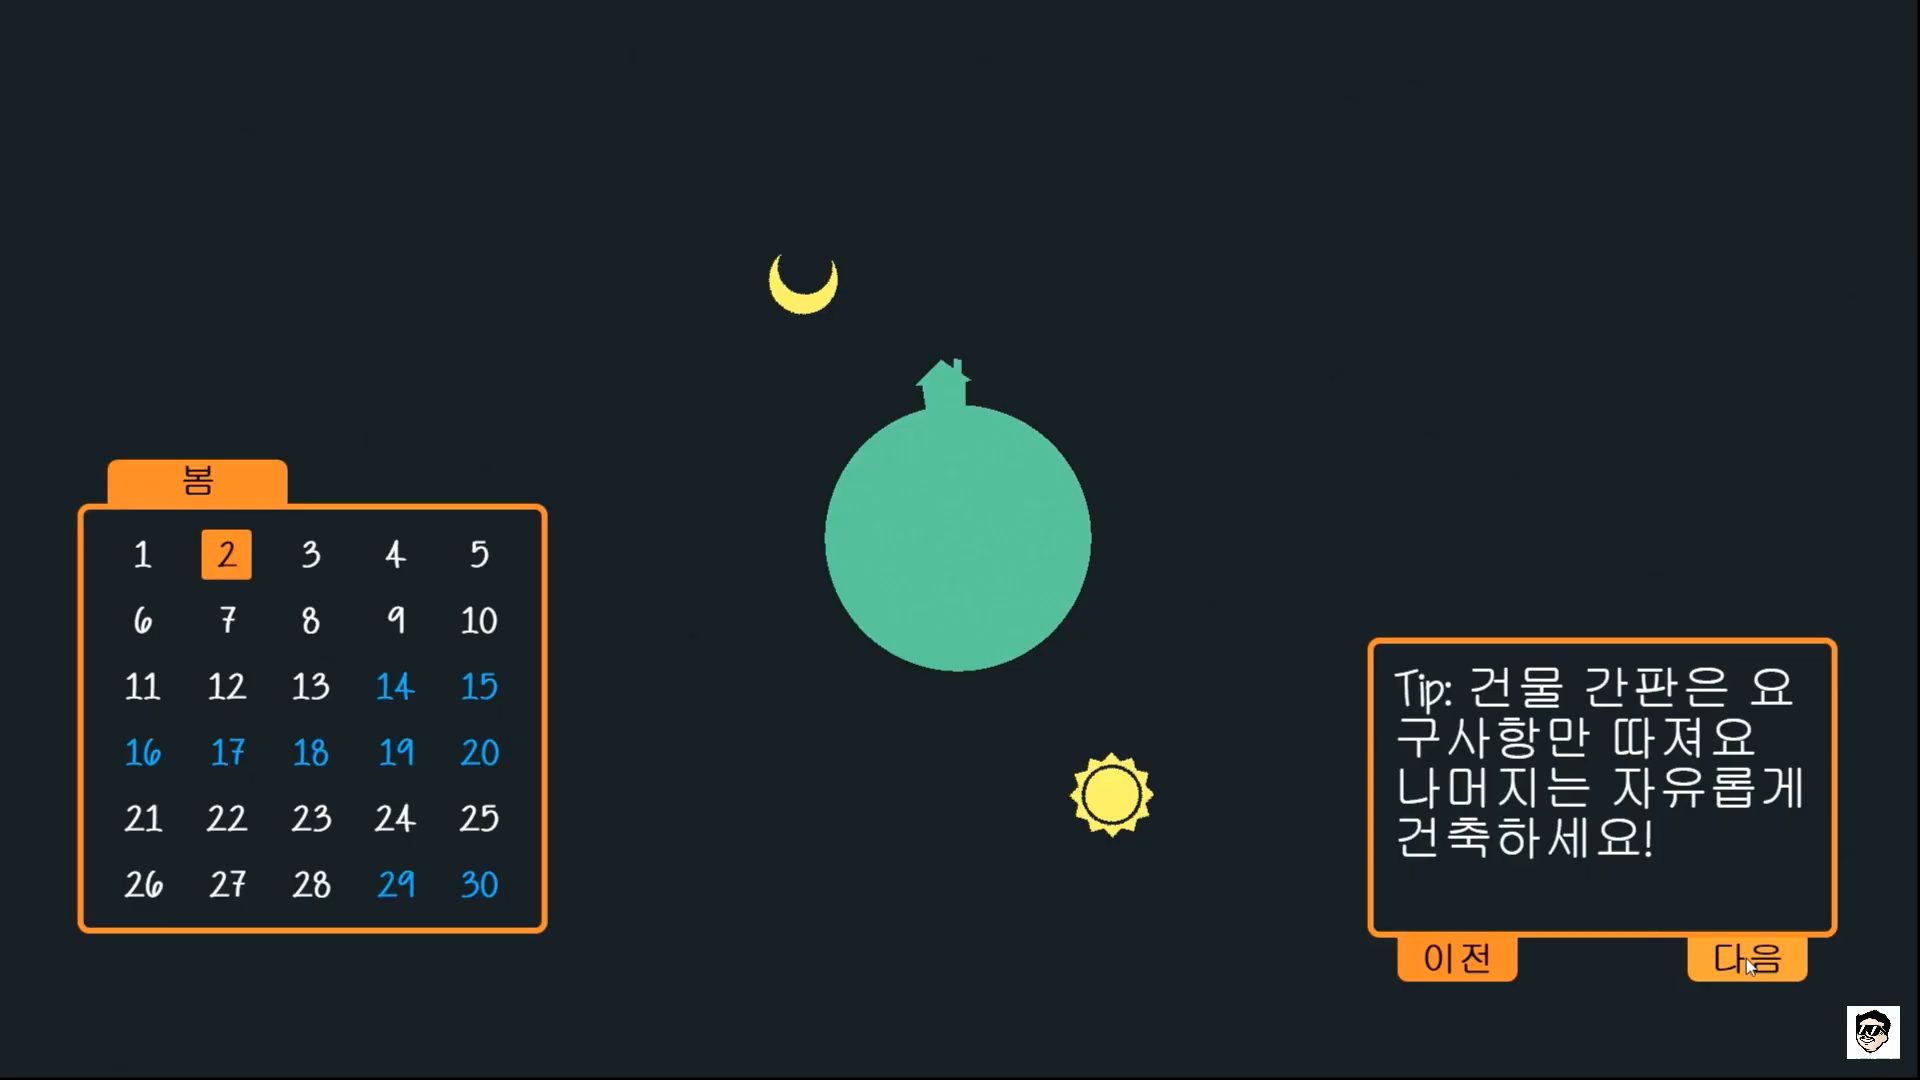 봄
1 2 3 4 5
6 7 8 9 10
11 12 13 14 15
16 17 18 19 20
21 22 23 24 25
26 27 28 29 30
Tip: 건물 간판은 요
구사항만 따져요
나머지는 자유롭게
건축하세요!
이전 다음